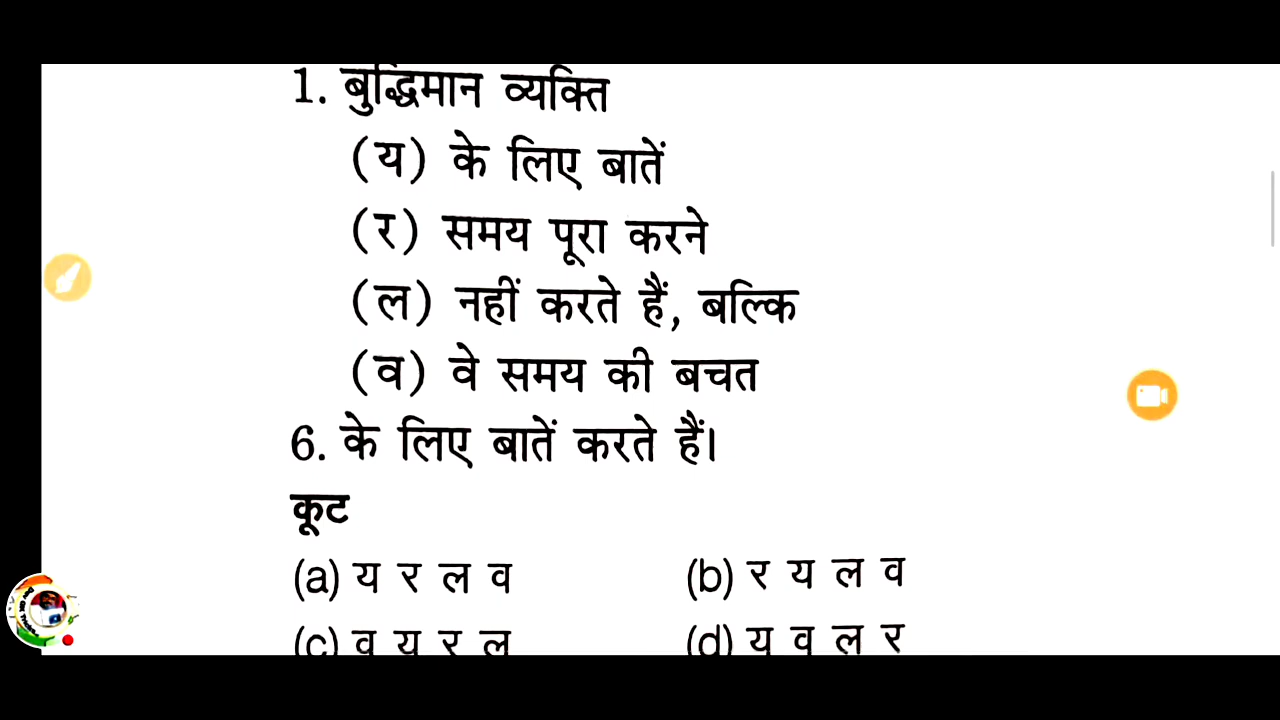 1. बुद्धिमान व्यक्ति
(य) के लिए बातें
(र) समय पूरा करने
(ल) नहीं करते हैं, बल्कि
(व) वे समय की बचत
6. के लिए बातें करते हैं।
कूट
(a) य र ल व (b) र य ल व
(c) व य र ल (d) य व ल र